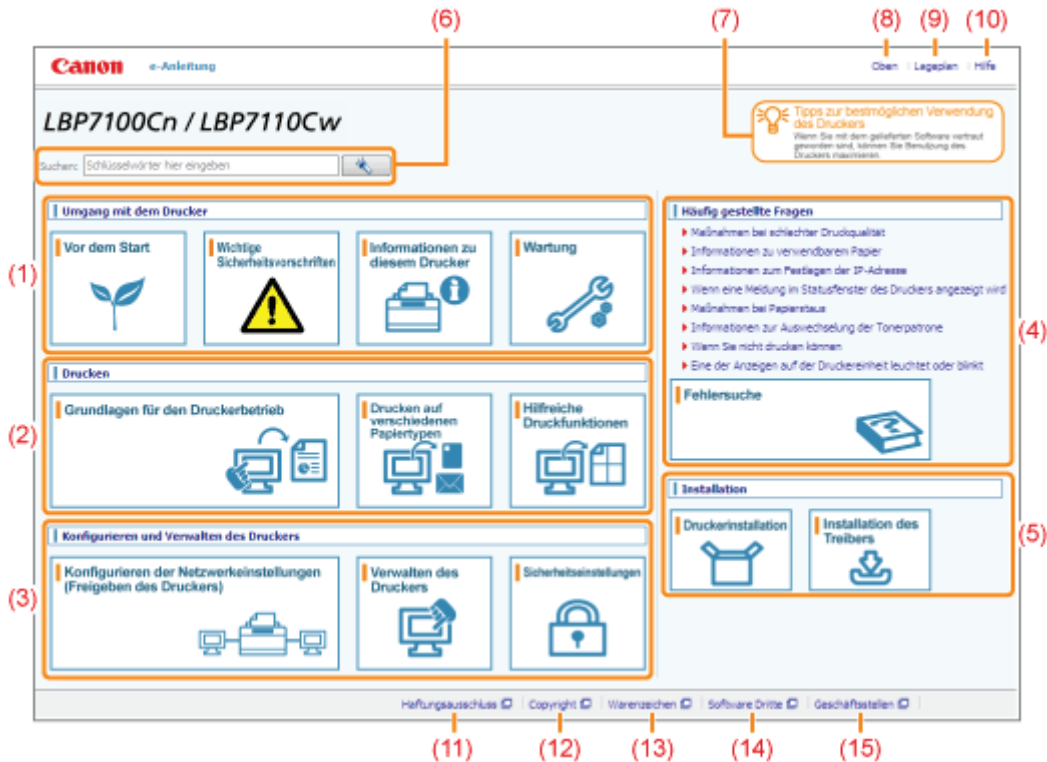 (6)
(7)
(8)
(9)
(10)
Canon e-Anleitung
Oben Lageplan Hilfe
LBP7100Cn / LBP7110Cw
Tipps zur bestmöglichen Verwendung
des Druckers
Wenn Sie mit dem gelieferten Software vertraut
geworden sind, können Sie Benutzung des
Druckers maximieren.
Suchen: Schlüsselwörter hier eingeben
(1)
Umgang mit dem Drucker
Vor dem Start
Wichtige
Sicherheitsvorschriften
Informationen zu
diesem Drucker
Wartung
(2)
Drucken
Grundlagen für den Druckerbetrieb
Drucken auf
verschiedenen
Papiertypen
Hilfreiche
Druckfunktionen
(3)
Konfigurieren und Verwalten des Druckers
Konfigurieren der Netzwerkeinstellungen
(Freigeben des Druckers)
Verwalten des
Druckers
Sicherheitseinstellungen
Häufig gestellte Fragen
Maßnahmen bei schlechter Druckqualität
Informationen zu verwendbarem Papier
Informationen zum Festlegen der IP-Adresse
Wenn eine Meldung im Statusfenster des Druckers angezeigt wird
Maßnahmen bei Papierstaus
Informationen zur Auswechselung der Tonerpatrone
Wenn Sie nicht drucken können
Eine der Anzeigen auf der Druckereinheit leuchtet oder blinkt
(4)
Fehlersuche
Installation
(5)
Druckerinstallation
Installation des
Treibers
Haftungsausschluss Copyright Warenzeichen Software Dritte Geschäftsstellen
(11)
(12)
(13)
(14)
(15)